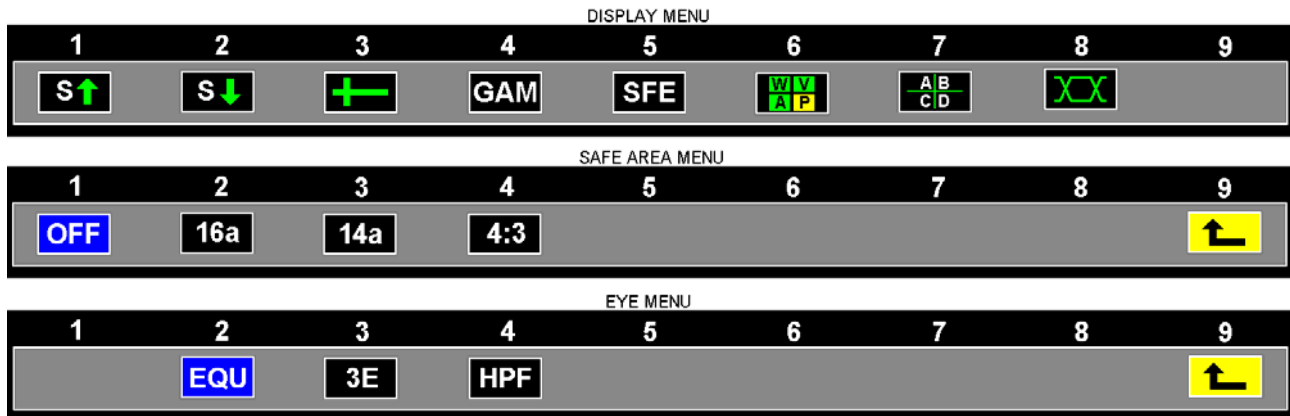 DISPLAY MENU
1 2 3 4 5 6 7 8 9
S S GAM SFE W V A B
A P C D
SAFE AREA MENU
1 2 3 4 5 6 7 8 9
OFF 16a 14a 4:3
EYE MENU
1 2 3 4 5 6 7 8 9
EQU 3E HPF